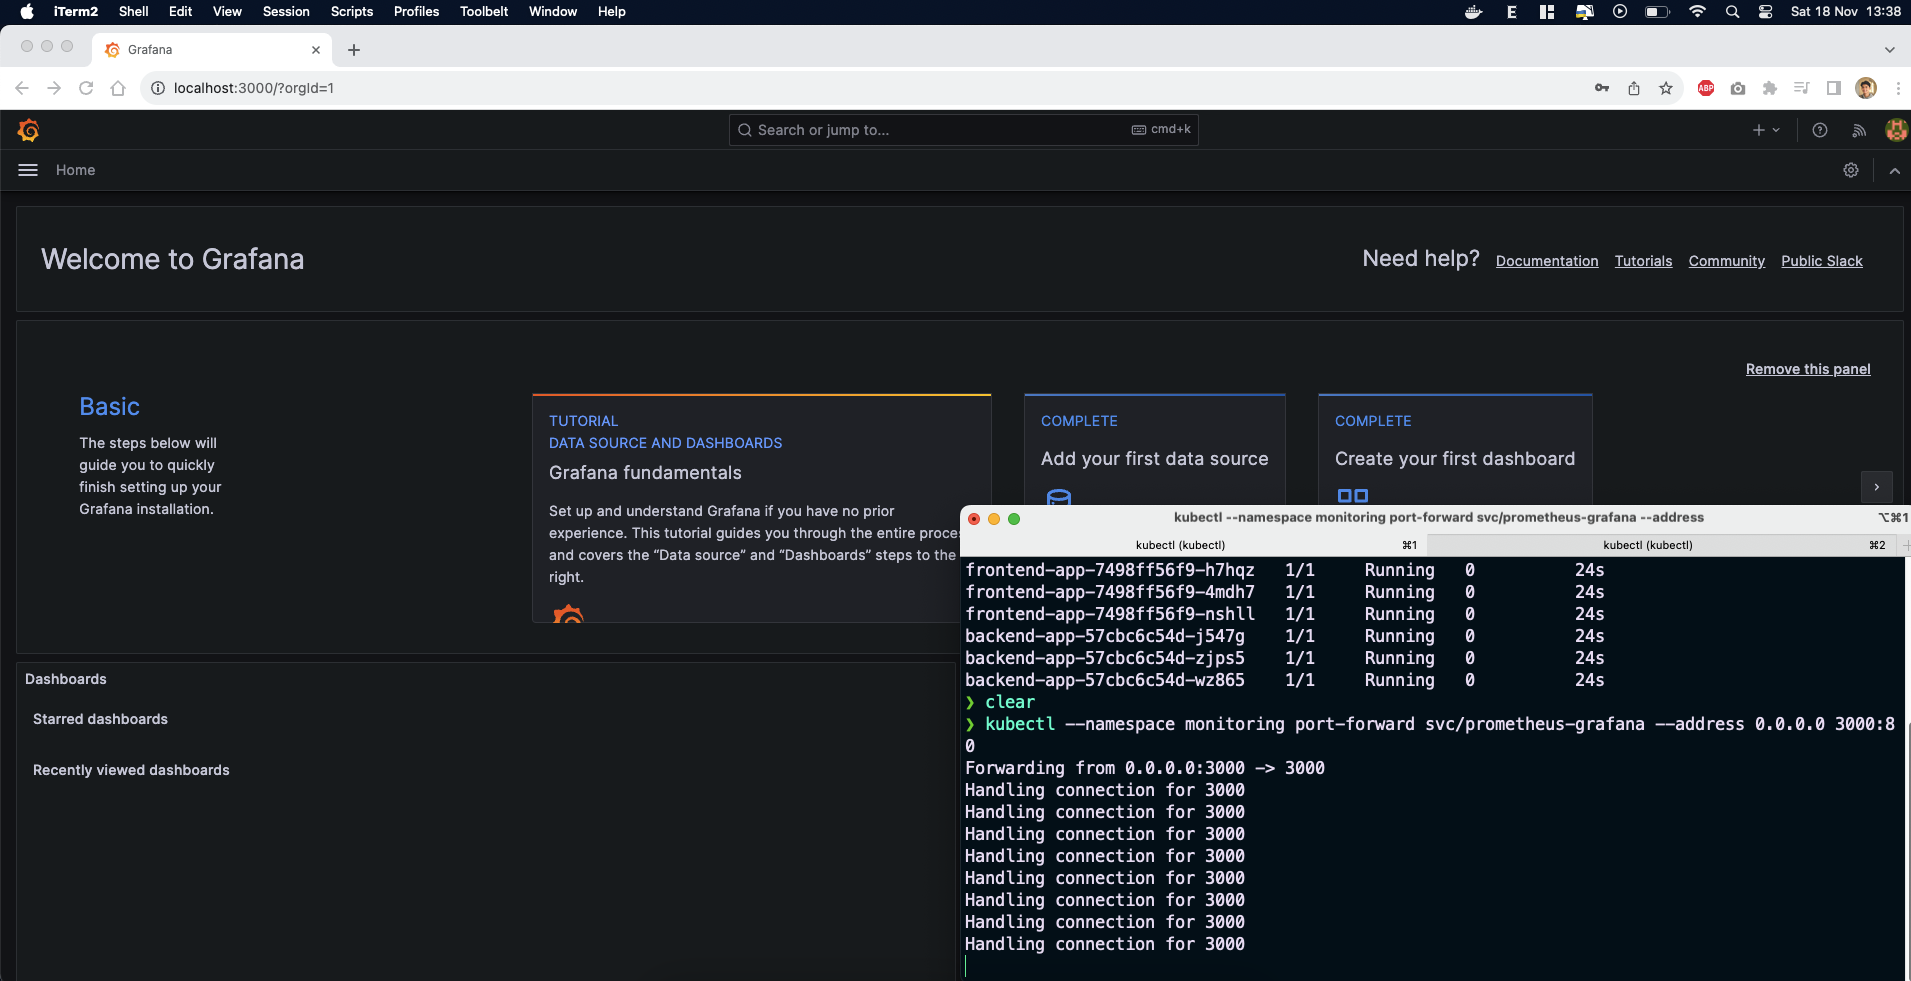 iTerm2 Shell Edit View Session Scripts Profiles Toolbelt Window Help E Sat 18 Nov 13:38
Grafana
localhost:3000/?orgId=1 ABP
Search or jump to... cmd+k
Home
Welcome to Grafana
Need help? Documentation Tutorials Community Public Slack
Remove this panel
Basic
The steps below will
guide you to quickly
finish setting up your
Grafana installation.
TUTORIAL
DATA SOURCE AND DASHBOARDS
Grafana fundamentals
Set up and understand Grafana if you have no prior
experience. This tutorial guides you through the entire proce
and covers the “Data source” and “Dashboards” steps to the
right.
COMPLETE
Add your first data source
COMPLETE
Create your first dashboard
Dashboards
Starred dashboards
Recently viewed dashboards
kubectl --namespace monitoring port-forward svc/prometheus-grafana --address ⌥⌘1
kubectl (kubectl) ⌘1 kubectl (kubectl) ⌘2
frontend-app-7498ff56f9-h7hqz 1/1 Running 0 24s
frontend-app-7498ff56f9-4mdh7 1/1 Running 0 24s
frontend-app-7498ff56f9-nshll 1/1 Running 0 24s
backend-app-57cbc6c54d-j547g 1/1 Running 0 24s
backend-app-57cbc6c54d-zjps5 1/1 Running 0 24s
backend-app-57cbc6c54d-wz865 1/1 Running 0 24s
❯ clear
❯ kubectl --namespace monitoring port-forward svc/prometheus-grafana --address 0.0.0.0 3000:8
0
Forwarding from 0.0.0.0:3000 -> 3000
Handling connection for 3000
Handling connection for 3000
Handling connection for 3000
Handling connection for 3000
Handling connection for 3000
Handling connection for 3000
Handling connection for 3000
Handling connection for 3000